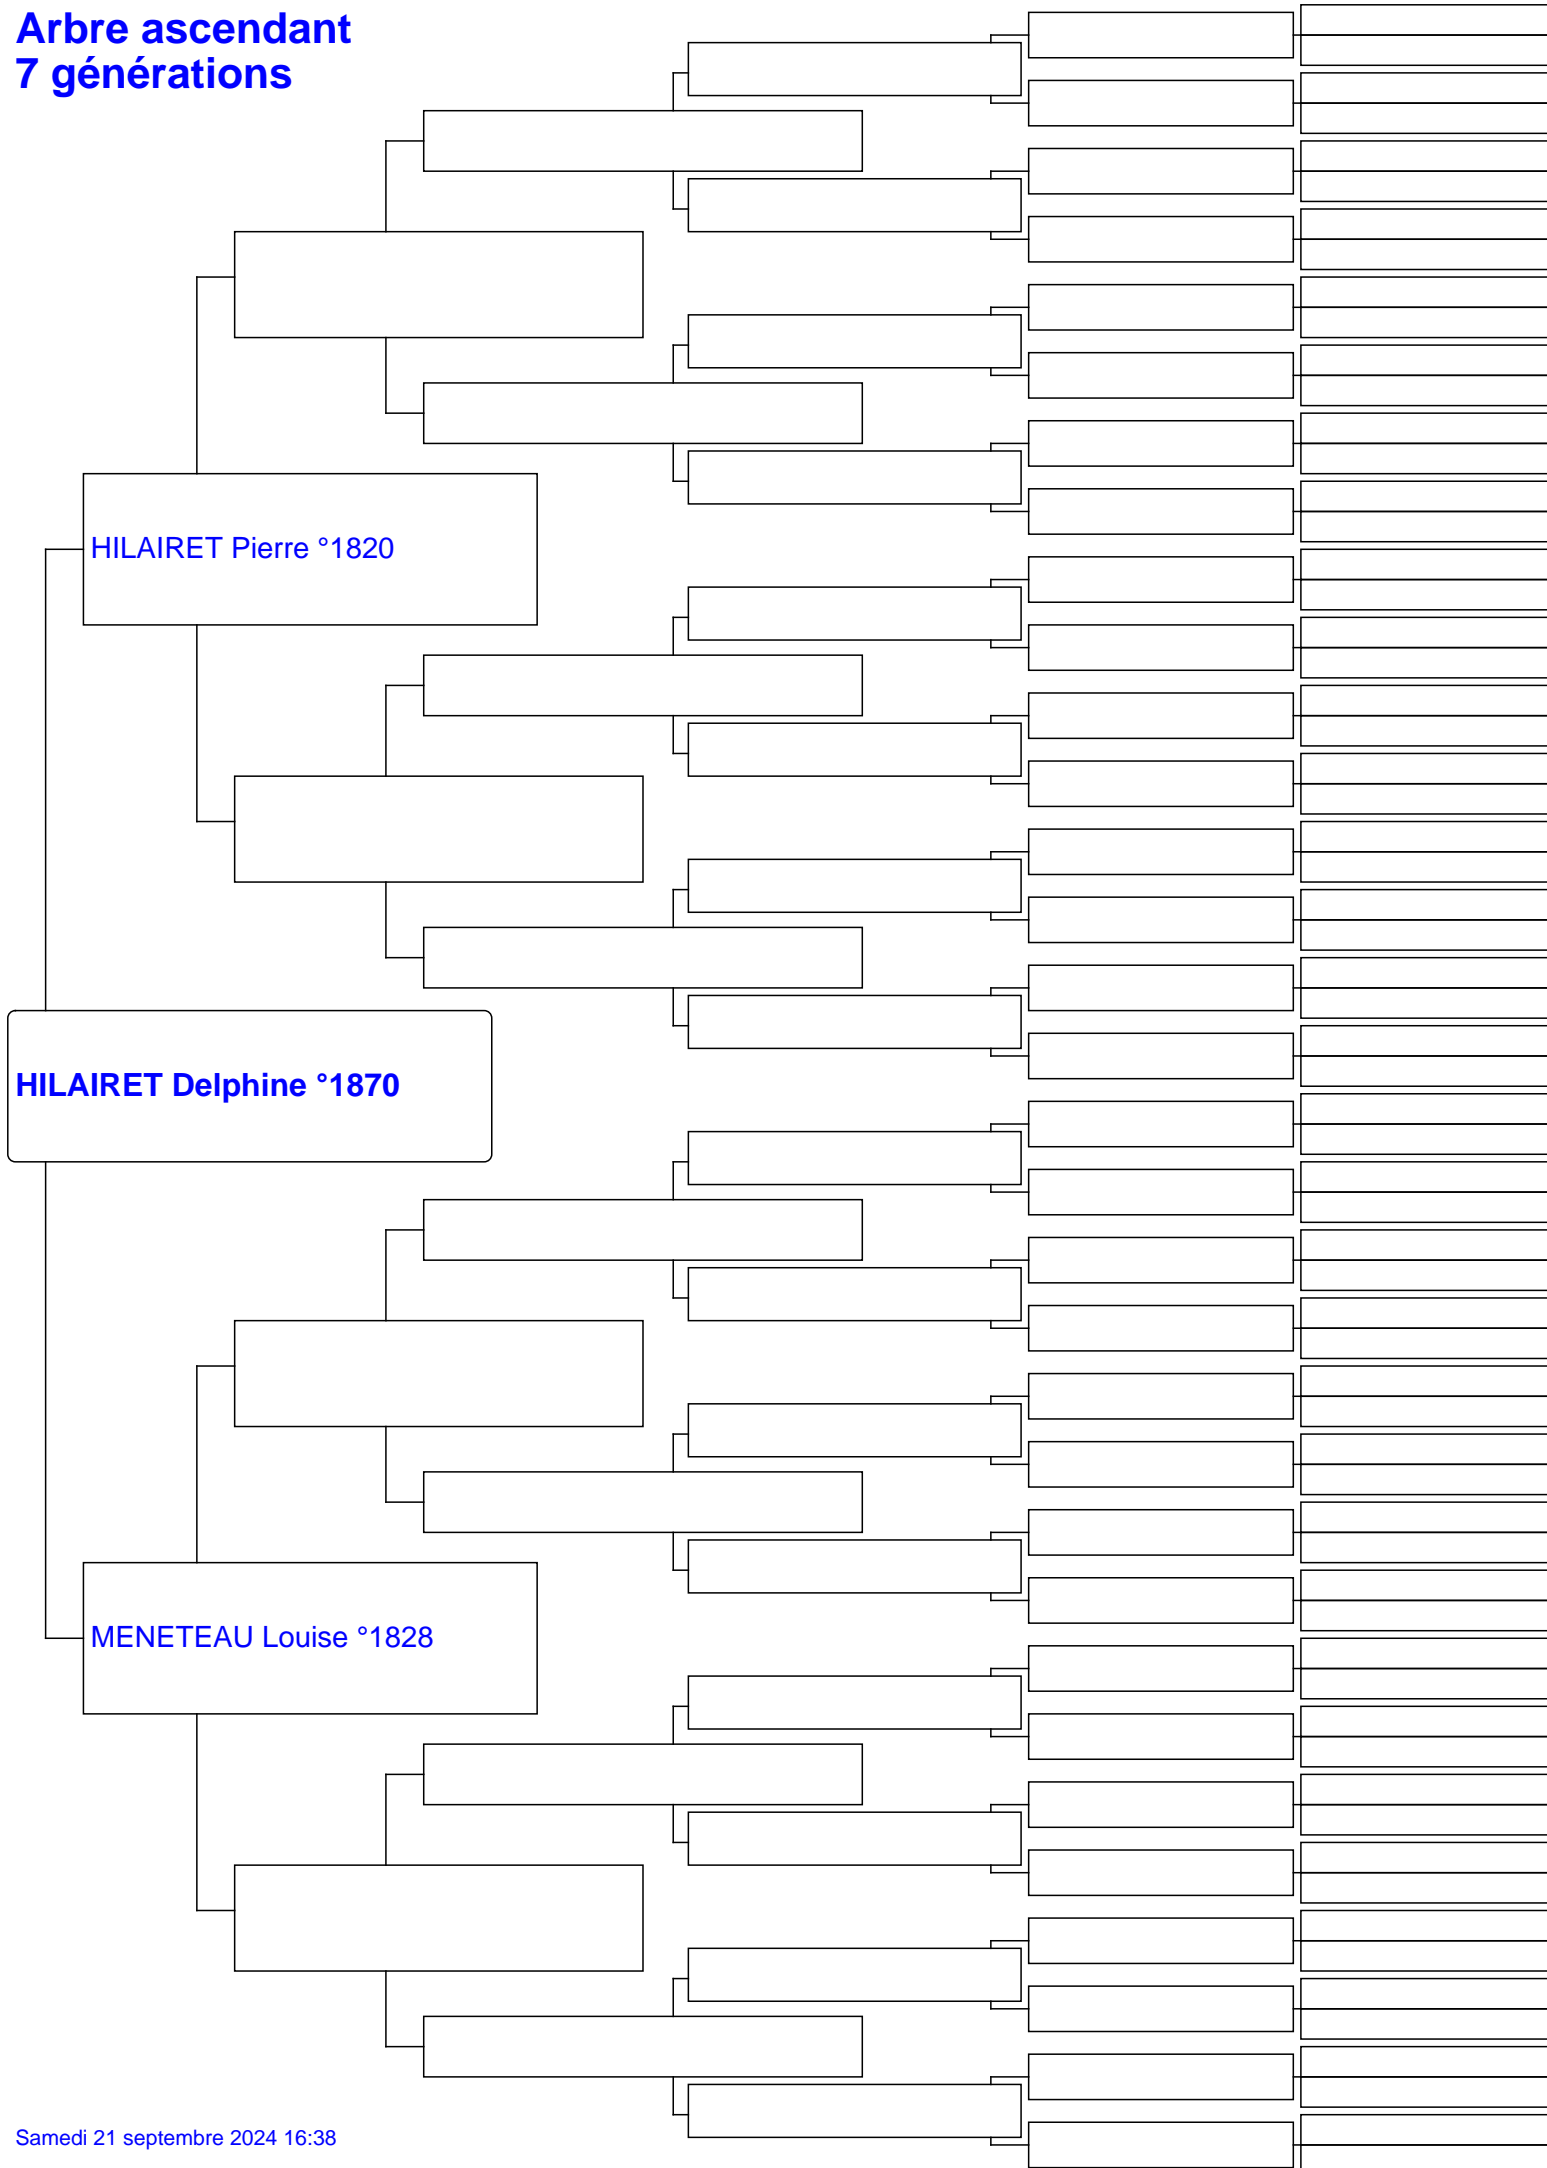 Arbre ascendant
7 générations
HILAIRET Pierre °1820
HILAIRET Delphine °1870
MENETEAU Louise °1828
Samedi 21 septembre 2024 16:38